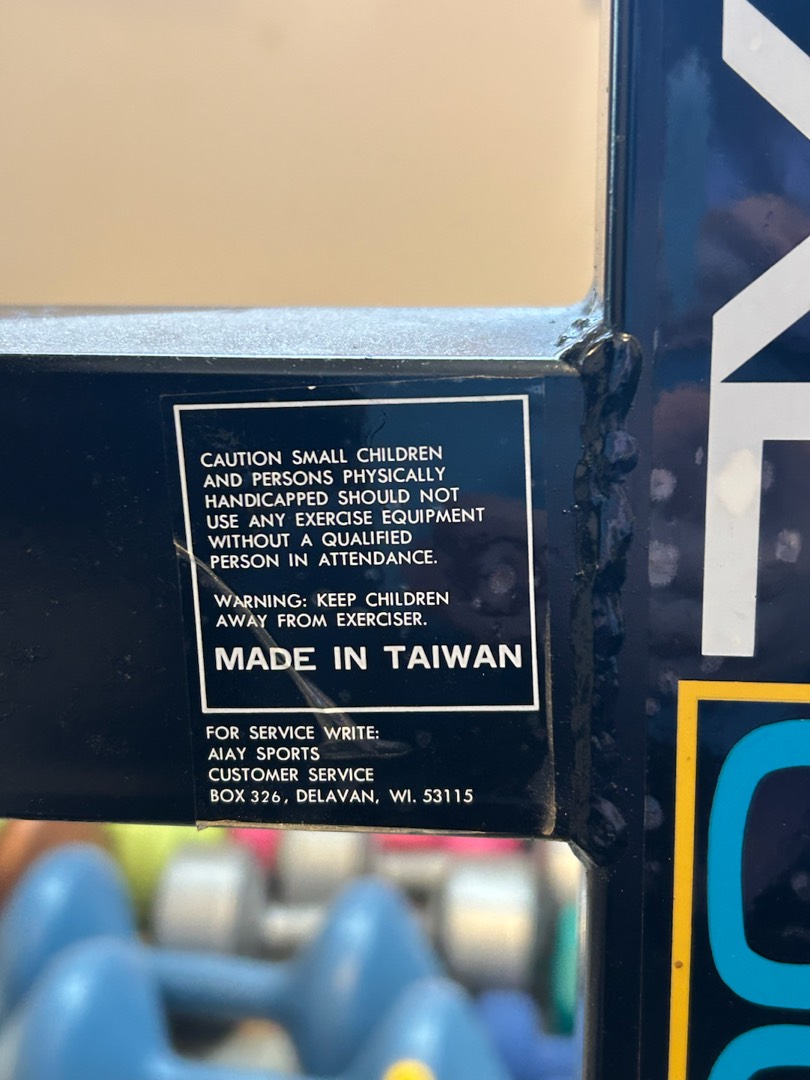 CAUTION SMALL CHILDREN
AND PERSONS PHYSICALLY
HANDICAPPED SHOULD NOT
USE ANY EXERCISE EQUIPMENT
WITHOUT A QUALIFIED
PERSON IN ATTENDANCE.
WARNING: KEEP CHILDREN
AWAY FROM EXERCISER.
MADE IN TAIWAN
FOR SERVICE WRITE:
AIAY SPORTS
CUSTOMER SERVICE
BOX 326, DELAVAN, WI. 53115